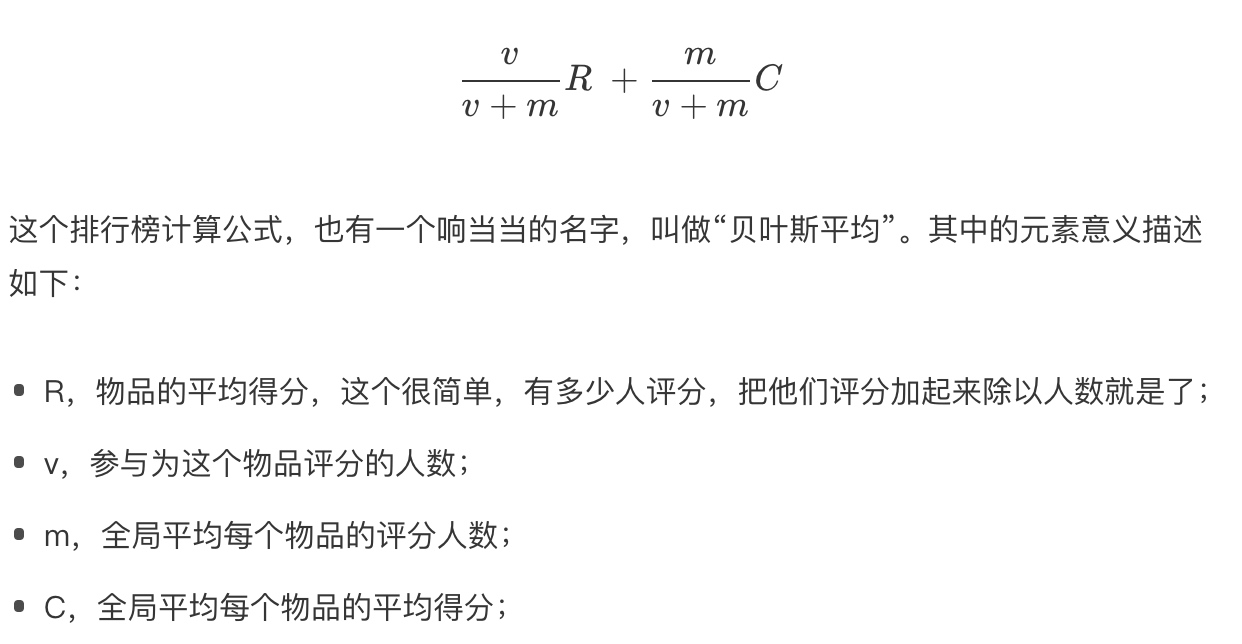 v/(v + m) R + m/(v + m) C
这个排行榜计算公式，也有一个响当当的名字，叫做“贝叶斯平均”。其中的元素意义描述
如下：
• R，物品的平均得分，这个很简单，有多少人评分，把他们评分加起来除以人数就是了；
• v，参与为这个物品评分的人数；
• m，全局平均每个物品的评分人数；
• C，全局平均每个物品的平均得分；